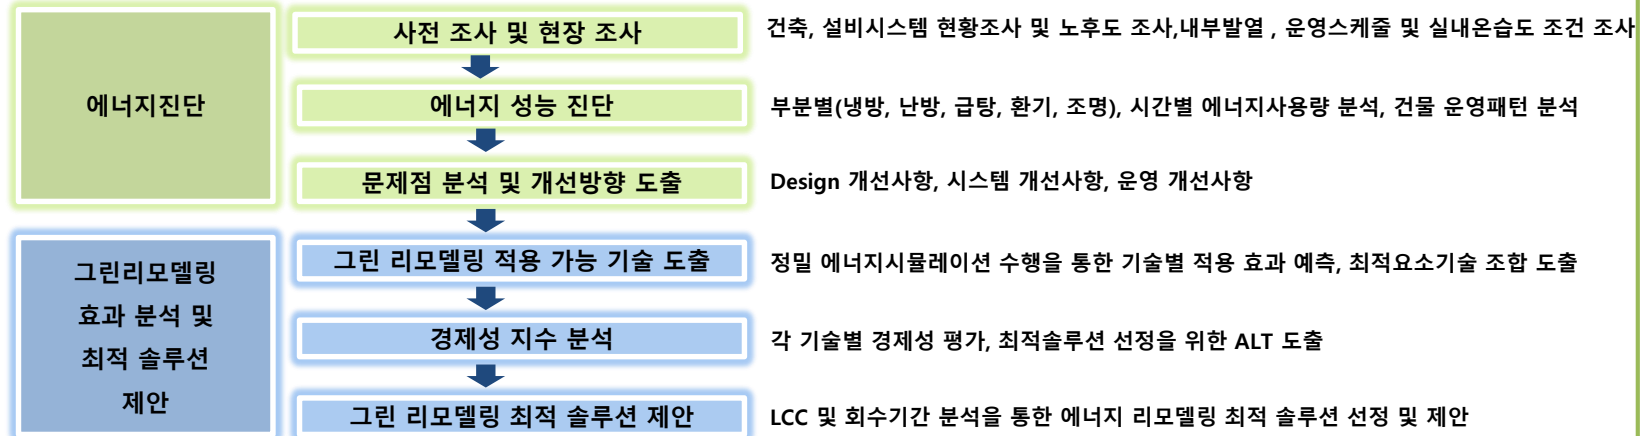 에너지진단
사전 조사 및 현장 조사
건축, 설비시스템 현황조사 및 노후도 조사,내부발열 , 운영스케줄 및 실내온습도 조건 조사
에너지 성능 진단
부분별(냉방, 난방, 급탕, 환기, 조명), 시간별 에너지사용량 분석, 건물 운영패턴 분석
문제점 분석 및 개선방향 도출
Design 개선사항, 시스템 개선사항, 운영 개선사항
그린리모델링
효과 분석 및
최적 솔루션
제안
그린 리모델링 적용 가능 기술 도출
정밀 에너지시뮬레이션 수행을 통한 기술별 적용 효과 예측, 최적요소기술 조합 도출
경제성 지수 분석
각 기술별 경제성 평가, 최적솔루션 선정을 위한 ALT 도출
그린 리모델링 최적 솔루션 제안
LCC 및 회수기간 분석을 통한 에너지 리모델링 최적 솔루션 선정 및 제안